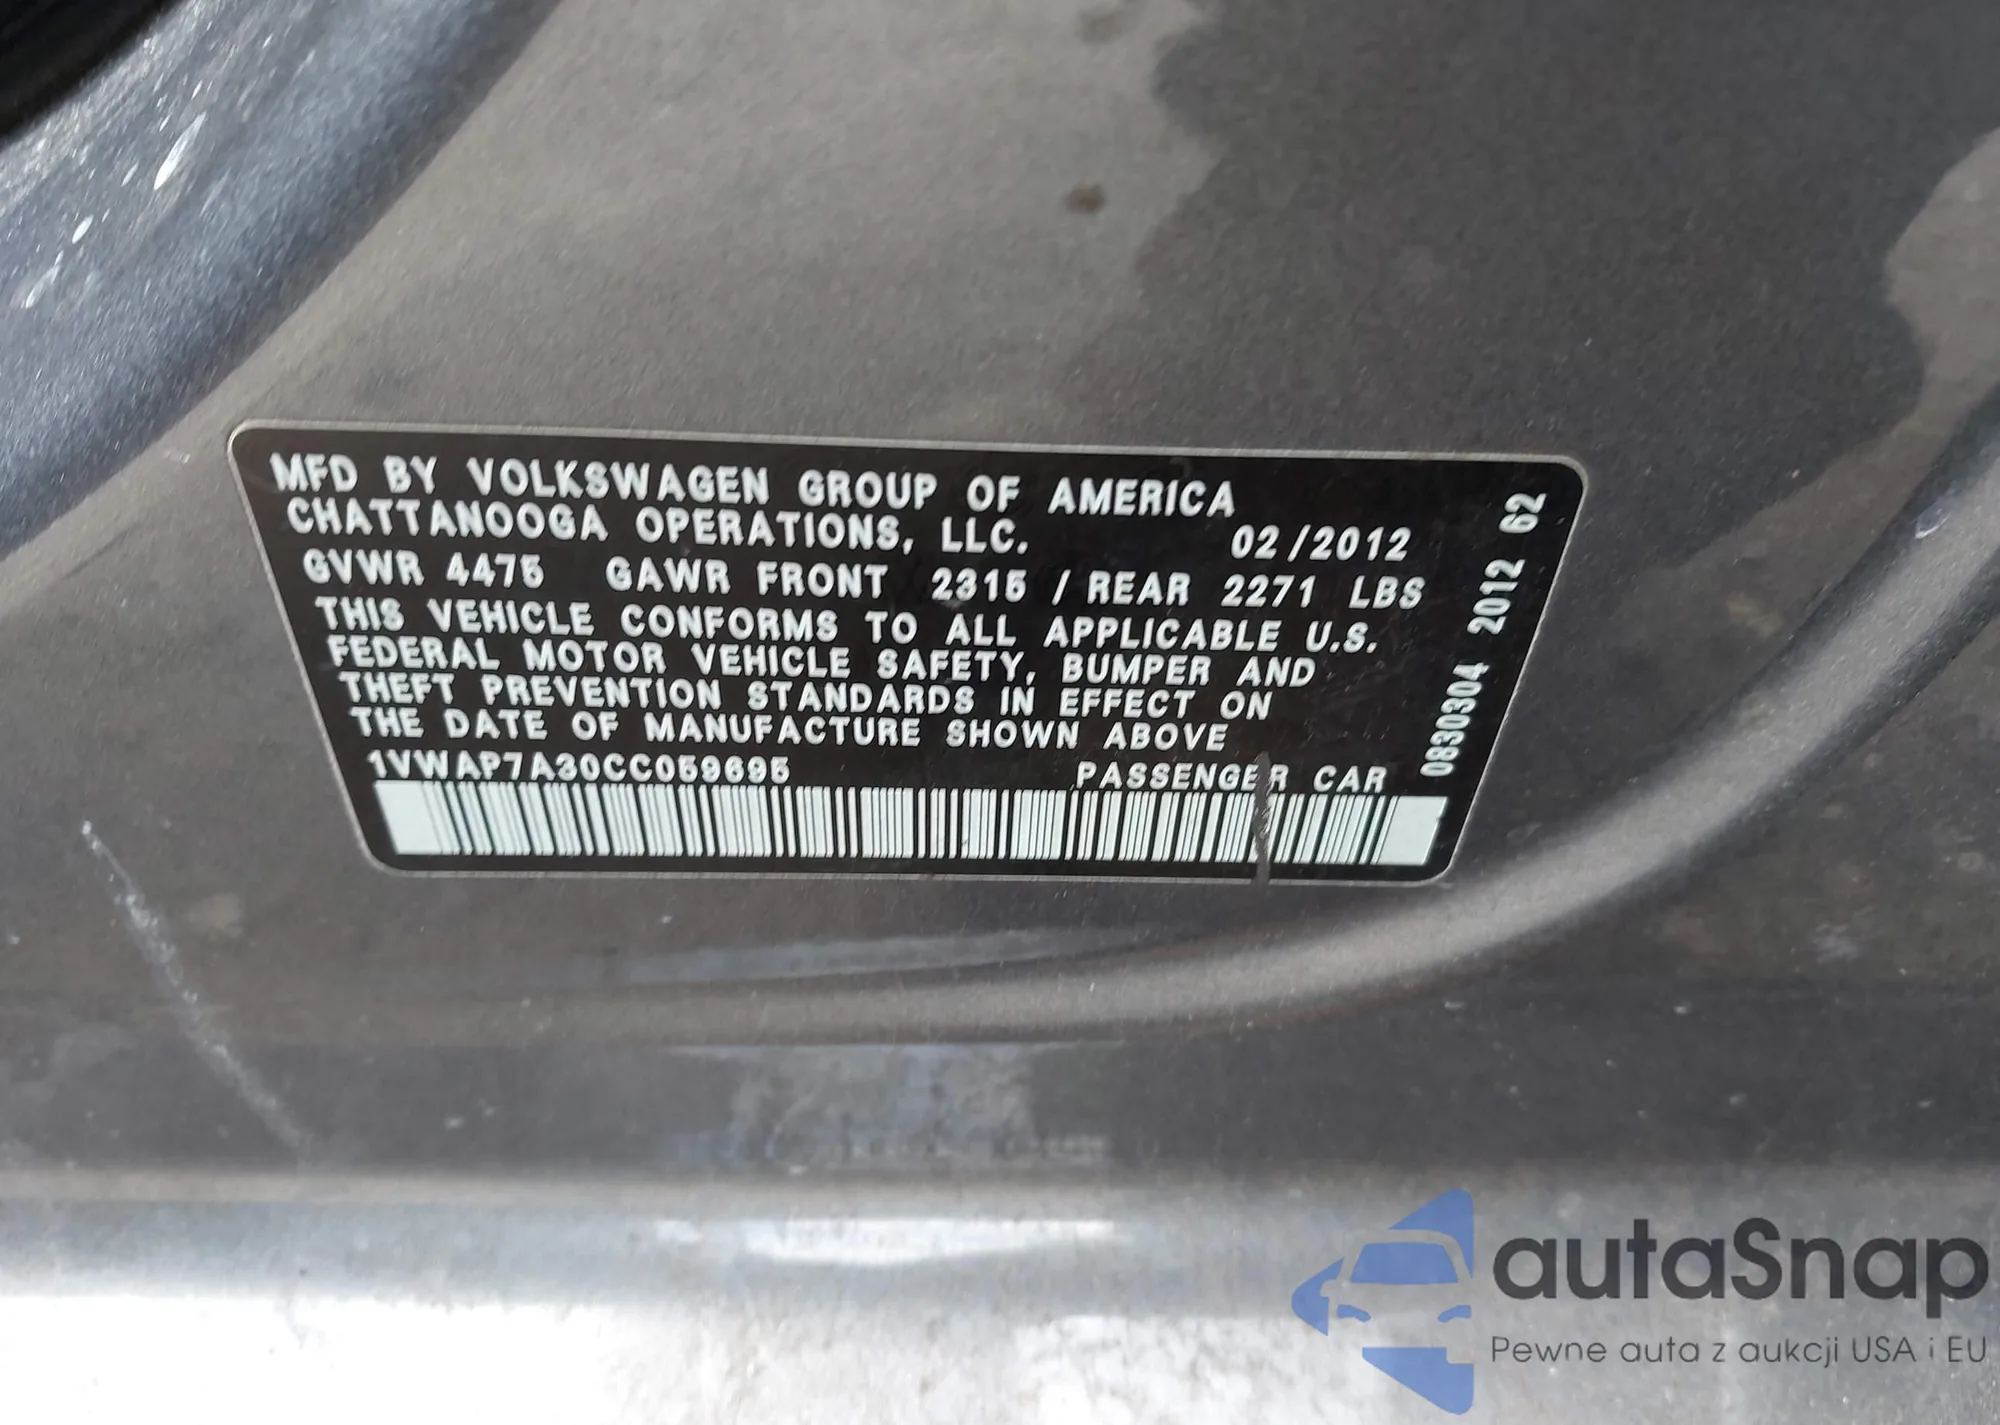 MFD BY VOLKSWAGEN GROUP OF AMERICA
CHATTANOOGA OPERATIONS, LLC. 02/2012
GVWR 4475 GAWR FRONT 2315 / REAR 2271 LBS
THIS VEHICLE CONFORMS TO ALL APPLICABLE U.S.
FEDERAL MOTOR VEHICLE SAFETY, BUMPER AND
THEFT PREVENTION STANDARDS IN EFFECT ON
THE DATE OF MANUFACTURE SHOWN ABOVE
1VWAP7A30CC059695 PASSENGER CAR
0830304 2012 62
autaSnap
Pewne auta z aukcji USA i EU